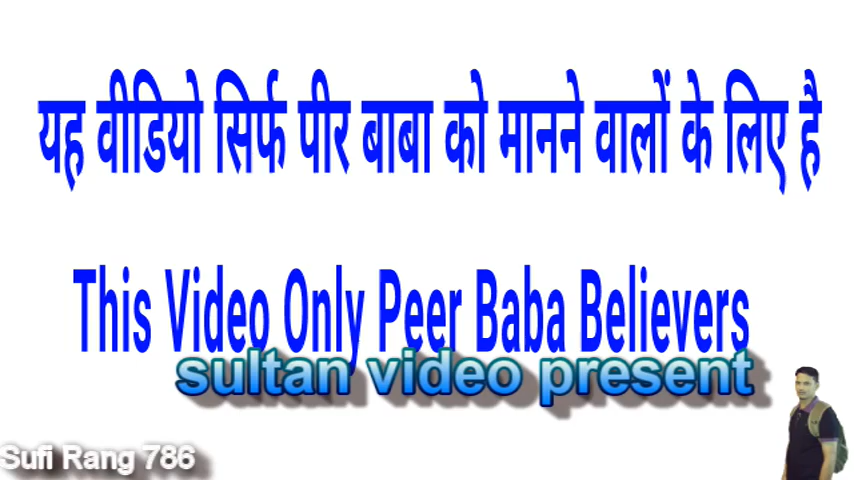 यह वीडियो सिर्फ पीर बाबा को मानने वालों के लिए है
This Video Only Peer Baba Believers
sultan video present
Sufi Rang 786